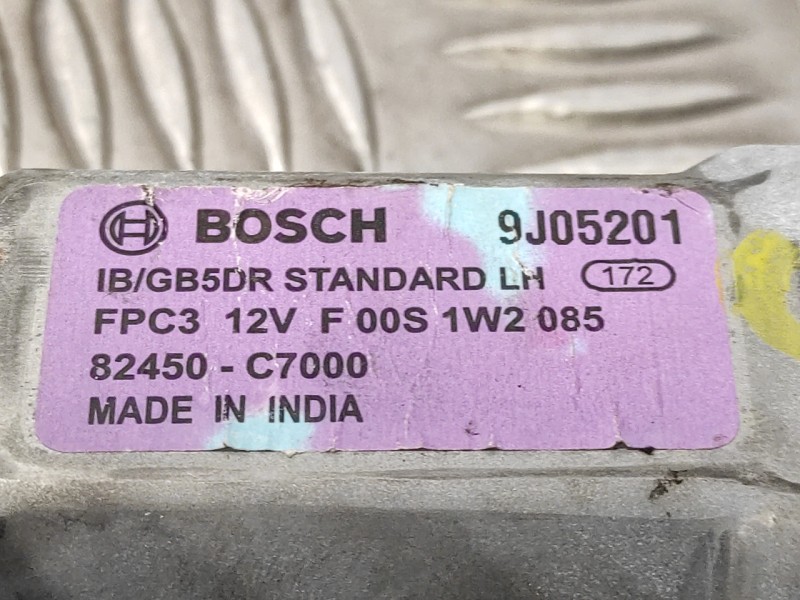 BOSCH 9J05201
IB/GB5DR STANDARD LH 172
FPC3 12V F 00S 1W2 085
82450 - C7000
MADE IN INDIA